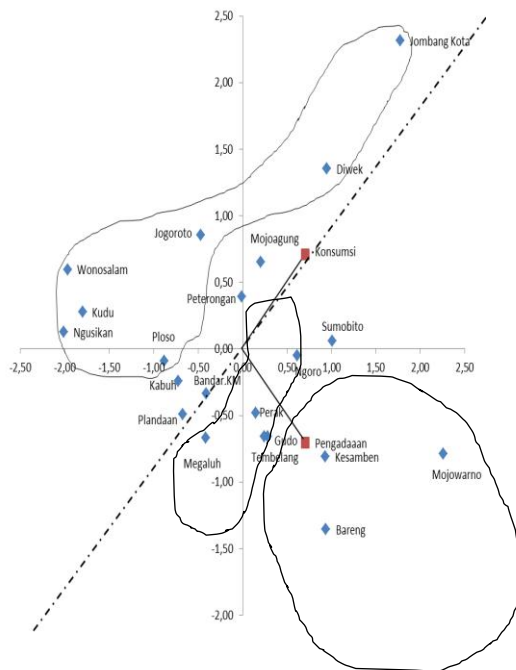 2,50
Jombang Kota
2,00
1,50
Diwek
1,00
Jogoroto
Mojoagung
Konsumsi
Wonosalam
0,50
Peterongan
Kudu
Ngusikan
Ploso
Sumobito
0,00
-2,50 -2,00 -1,50 -1,00 -0,50 0,00 0,50 1,00 1,50 2,00 2,50
Ngoro
Kabuh
Bandar.KM
Plandaan
-0,50
Perak
Gudo
Pengadaaan
Megaluh
Tembelang
Kesamben
Mojowarno
-1,00
Bareng
-1,50
-2,00